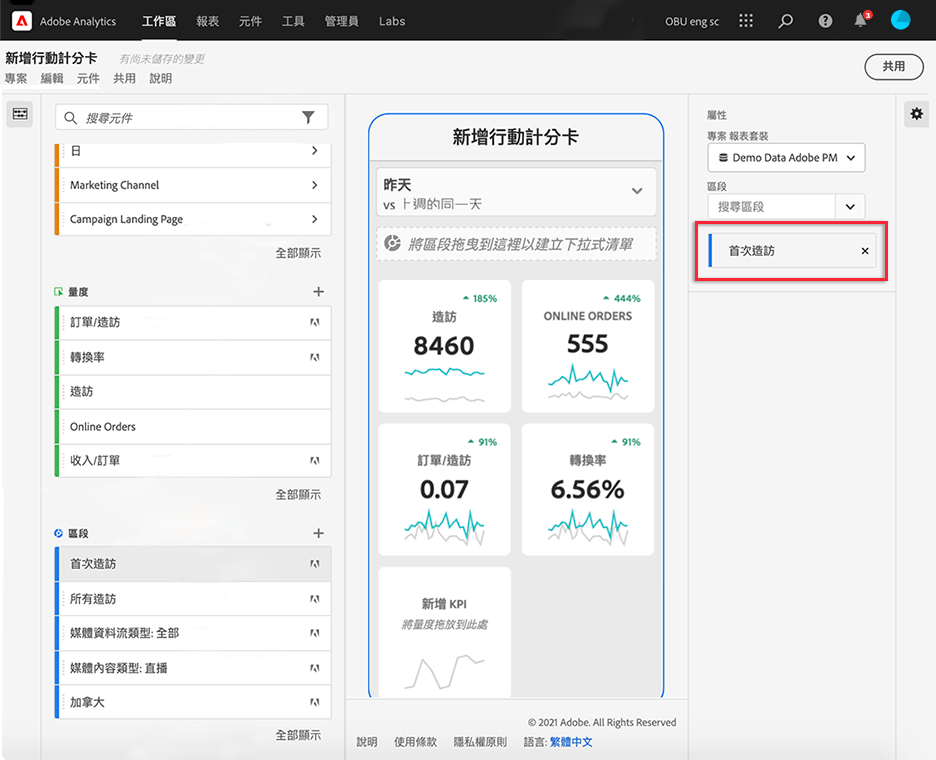 Adobe Analytics 工作區 報表 元件 工具 管理員 Labs OBU eng sc 3
新增行動計分卡 有尚未儲存的變更
專案 編輯 元件 共用 說明
共用
搜尋元件
日
Marketing Channel
Campaign Landing Page
全部顯示
量度
訂單/造訪
轉換率
造訪
Online Orders
收入/訂單
全部顯示
區段
首次造訪
所有造訪
媒體資料流類型: 全部
媒體內容類型: 直播
加拿大
全部顯示
新增行動計分卡
昨天
vs 上週的同一天
將區段拖曳到這裡以建立下拉式清單
185%
造訪
8460
444%
ONLINE ORDERS
555
91%
訂單/造訪
0.07
91%
轉換率
6.56%
新增 KPI
將量度拖放到此處
© 2021 Adobe. All Rights Reserved
說明 使用條款 隱私權原則 語言: 繁體中文
屬性
專案 報表套裝
Demo Data Adobe PM
區段
搜尋區段
首次造訪